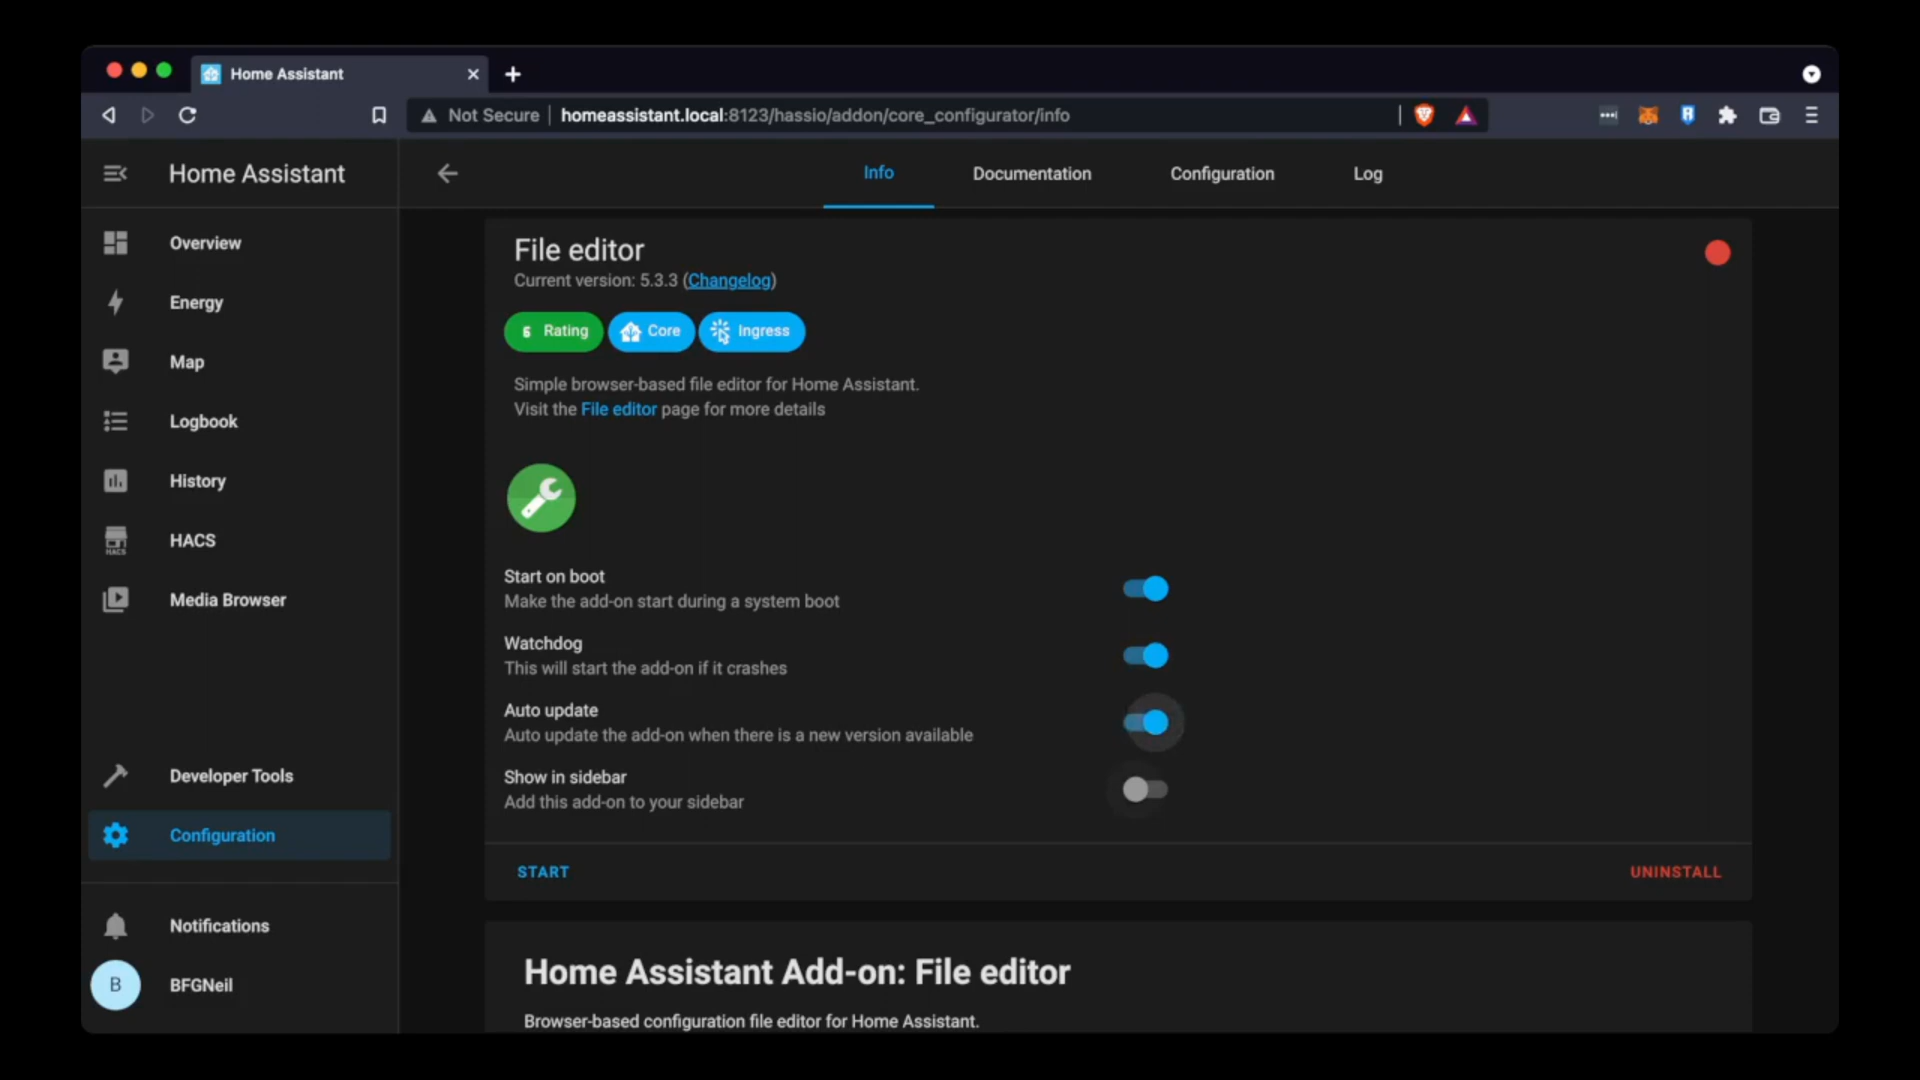 Home Assistant
Not Secure homeassistant.local:8123/hassio/addon/core_configurator/info
Home Assistant
Info Documentation Configuration Log
Overview
Energy
Map
Logbook
History
HACS
HACS
Media Browser
Developer Tools
Configuration
Notifications
B BFGNeil
File editor
Current version: 5.3.3 (Changelog)
6 Rating Core Ingress
Simple browser-based file editor for Home Assistant.
Visit the File editor page for more details
Start on boot
Make the add-on start during a system boot
Watchdog
This will start the add-on if it crashes
Auto update
Auto update the add-on when there is a new version available
Show in sidebar
Add this add-on to your sidebar
START UNINSTALL
Home Assistant Add-on: File editor
Browser-based configuration file editor for Home Assistant.